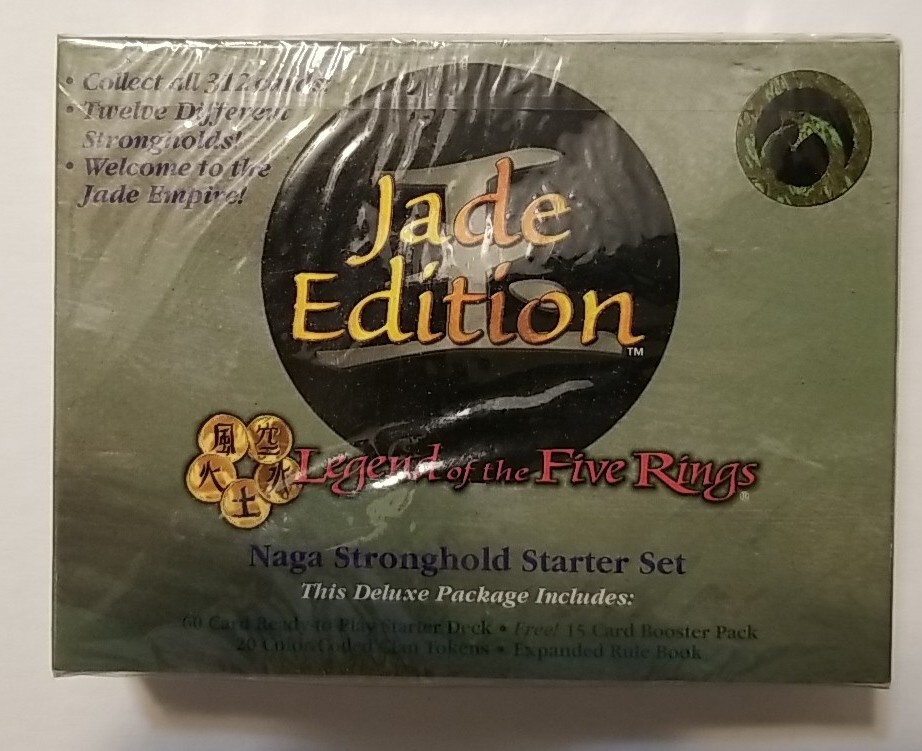 • Collect all 312 cards!
• Twelve Different
Strongholds!
• Welcome to the
Jade Empire!
Jade
Edition
TM
風 空
火 水
土
Legend of the Five Rings
®
Naga Stronghold Starter Set
This Deluxe Package Includes:
60 Card Ready to Play Starter Deck • Free! 15 Card Booster Pack
20 Clan Tokens • Expanded Rule Book